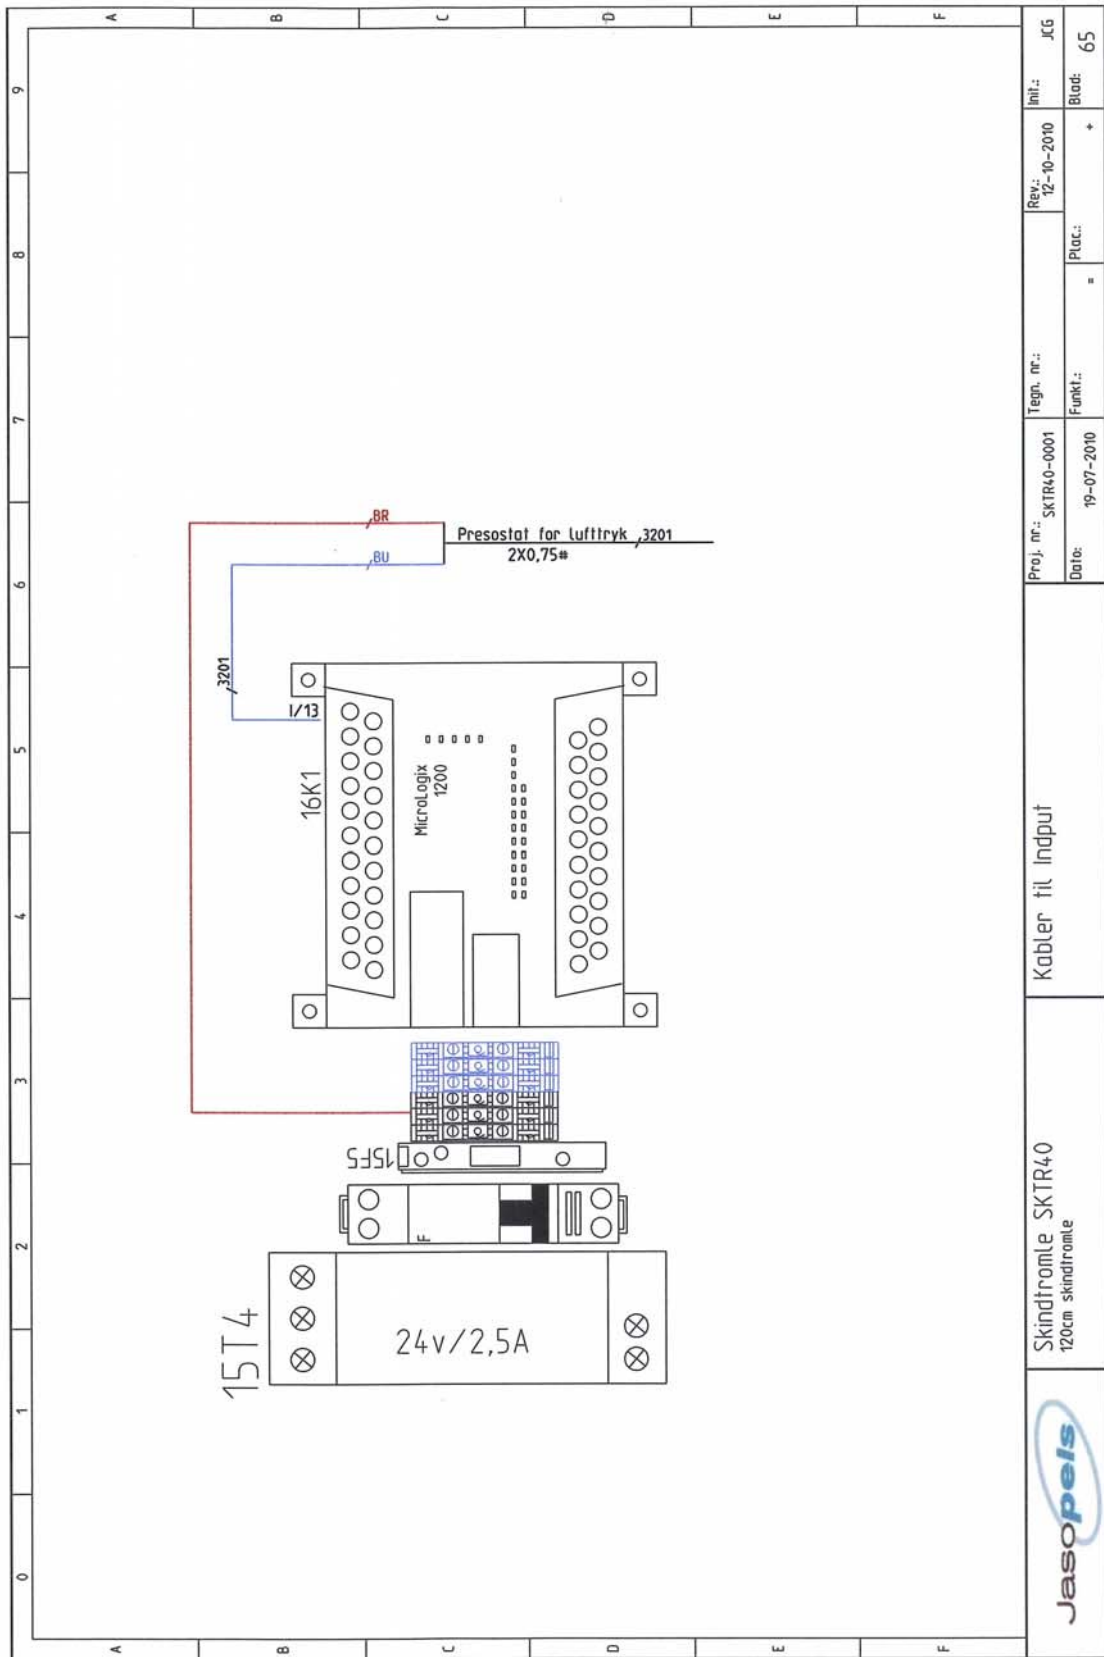 0 1 2 3 4 5 6 7 8 9
A A
B B
C C
D D
E E
F F
15T4
24v/2,5A
F
15F5
16K1
MicroLogix
1200
I/13
,3201
,BR
,BU
Presostat for lufttryk ,3201
2X0,75#
Jasopels
Skindtromle SKTR40
120cm skindtromle
Kabler til Indput
Proj. nr.: SKTR40-0001
Tegn. nr.:
Rev.: 12-10-2010
Init.: JCG
Dato: 19-07-2010
Funkt.: =
Plac.: +
Blad: 65